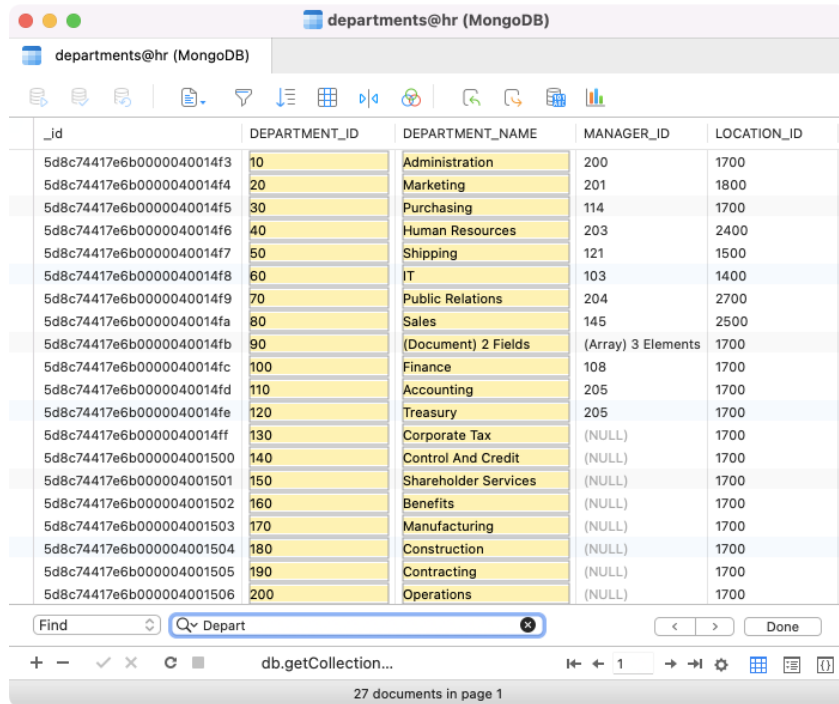 departments@hr (MongoDB)
departments@hr (MongoDB)
_id DEPARTMENT_ID DEPARTMENT_NAME MANAGER_ID LOCATION_ID
5d8c74417e6b0000040014f3 10 Administration 200 1700
5d8c74417e6b0000040014f4 20 Marketing 201 1800
5d8c74417e6b0000040014f5 30 Purchasing 114 1700
5d8c74417e6b0000040014f6 40 Human Resources 203 2400
5d8c74417e6b0000040014f7 50 Shipping 121 1500
5d8c74417e6b0000040014f8 60 IT 103 1400
5d8c74417e6b0000040014f9 70 Public Relations 204 2700
5d8c74417e6b0000040014fa 80 Sales 145 2500
5d8c74417e6b0000040014fb 90 (Document) 2 Fields (Array) 3 Elements 1700
5d8c74417e6b0000040014fc 100 Finance 108 1700
5d8c74417e6b0000040014fd 110 Accounting 205 1700
5d8c74417e6b0000040014fe 120 Treasury 205 1700
5d8c74417e6b0000040014ff 130 Corporate Tax (NULL) 1700
5d8c74417e6b000004001500 140 Control And Credit (NULL) 1700
5d8c74417e6b000004001501 150 Shareholder Services (NULL) 1700
5d8c74417e6b000004001502 160 Benefits (NULL) 1700
5d8c74417e6b000004001503 170 Manufacturing (NULL) 1700
5d8c74417e6b000004001504 180 Construction (NULL) 1700
5d8c74417e6b000004001505 190 Contracting (NULL) 1700
5d8c74417e6b000004001506 200 Operations (NULL) 1700
Find Depart Done
db.getCollection... 1
27 documents in page 1